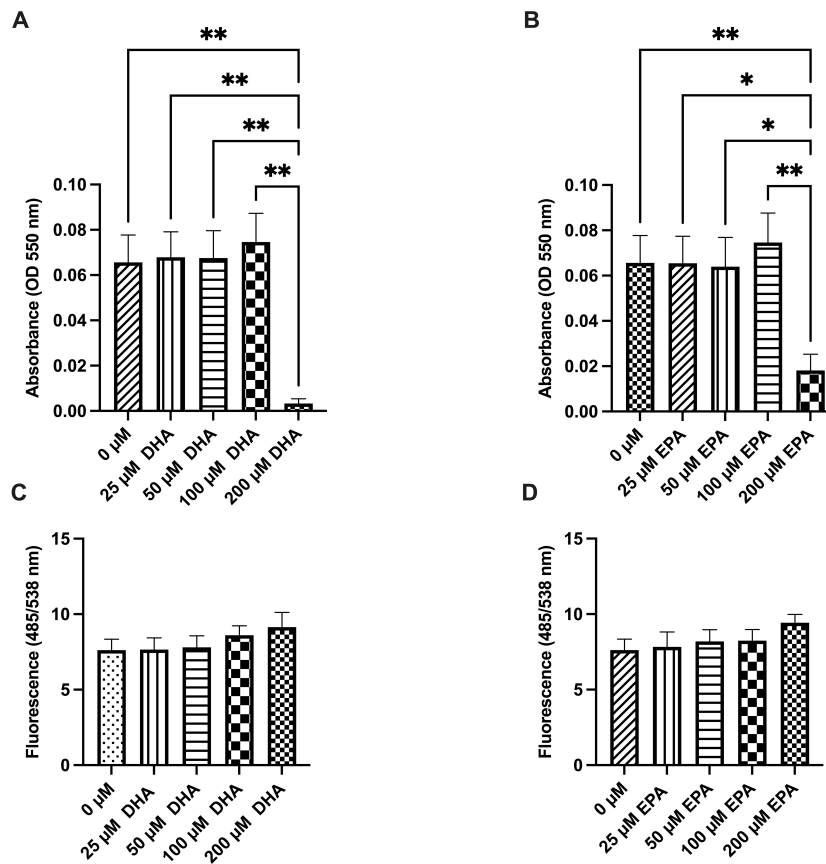 A
**
**
**
**
Absorbance (OD 550 nm)
0.10
0.08
0.06
0.04
0.02
0.00
0 µM
25 µM DHA
50 µM DHA
100 µM DHA
200 µM DHA
B
**
*
*
**
Absorbance (OD 550 nm)
0.10
0.08
0.06
0.04
0.02
0.00
0 µM
25 µM EPA
50 µM EPA
100 µM EPA
200 µM EPA
C
Fluorescence (485/538 nm)
15
10
5
0
0 µM
25 µM DHA
50 µM DHA
100 µM DHA
200 µM DHA
D
Fluorescence (485/538 nm)
15
10
5
0
0 µM
25 µM EPA
50 µM EPA
100 µM EPA
200 µM EPA